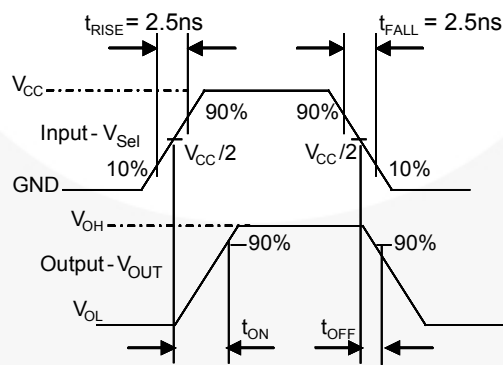 tRISE = 2.5ns
tFALL = 2.5ns
VCC
90%
90%
Input - VSel
VCC/2
VCC/2
10%
10%
GND
VOH
90%
90%
Output - VOUT
VOL
tON
tOFF